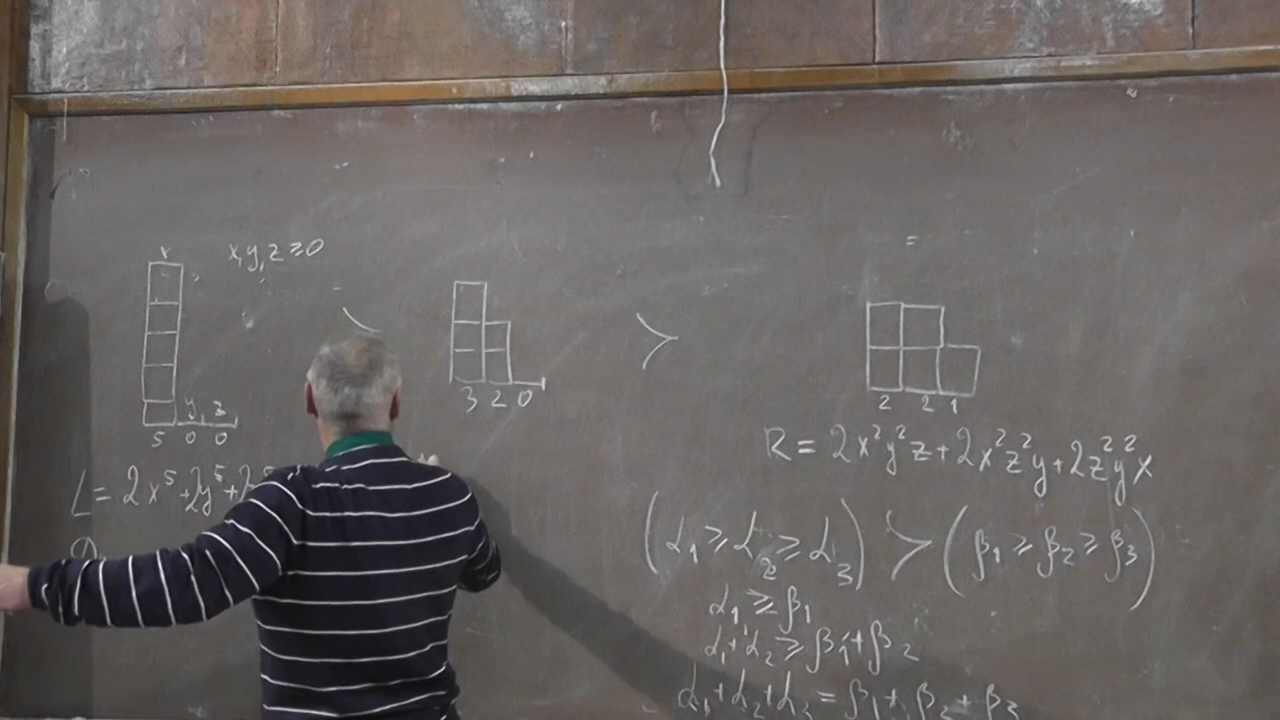 x
x, y, z ≥ 0
y, z
5 0 0
3 2 0
2 2 1
L = 2x⁵ + 2y⁵ + 2
R = 2x²y²z + 2x²z²y + 2z²y²x
(α₁ ≥ α₂ ≥ α₃) ≻ (β₁ ≥ β₂ ≥ β₃)
α₁ ≥ β₁
α₁ + α₂ ≥ β₁ + β₂
α₁ + α₂ + α₃ = β₁ + β₂ + β₃